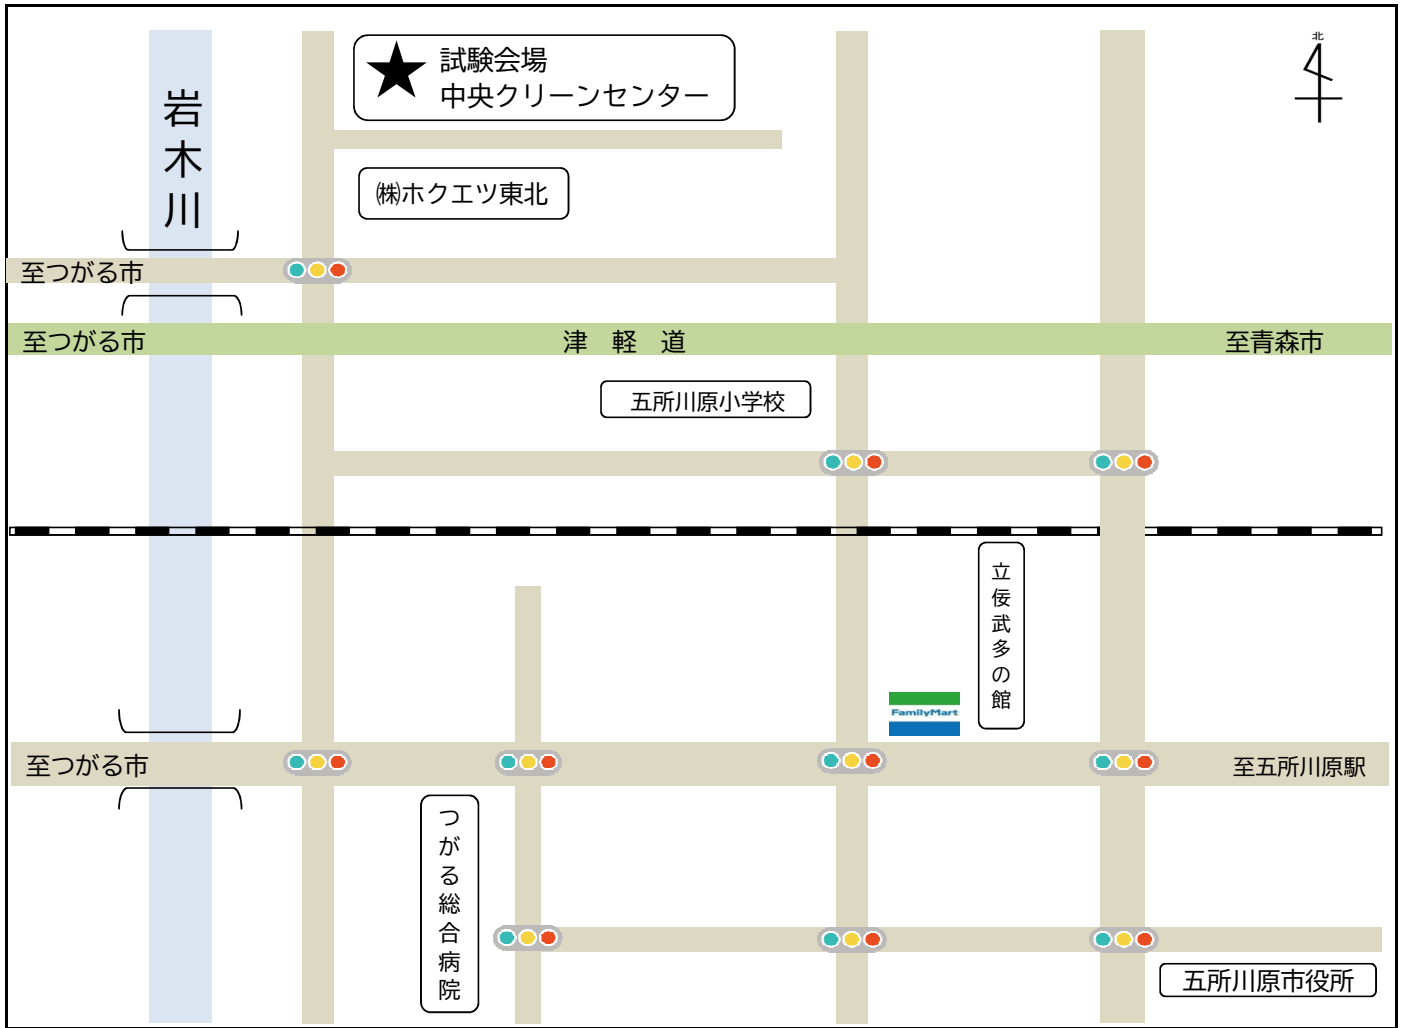 北
試験会場
中央クリーンセンター
岩木川
㈱ホクエツ東北
至つがる市
至つがる市
津 軽 道
至青森市
五所川原小学校
立佞武多の館
FamilyMart
至つがる市
至五所川原駅
つがる総合病院
五所川原市役所